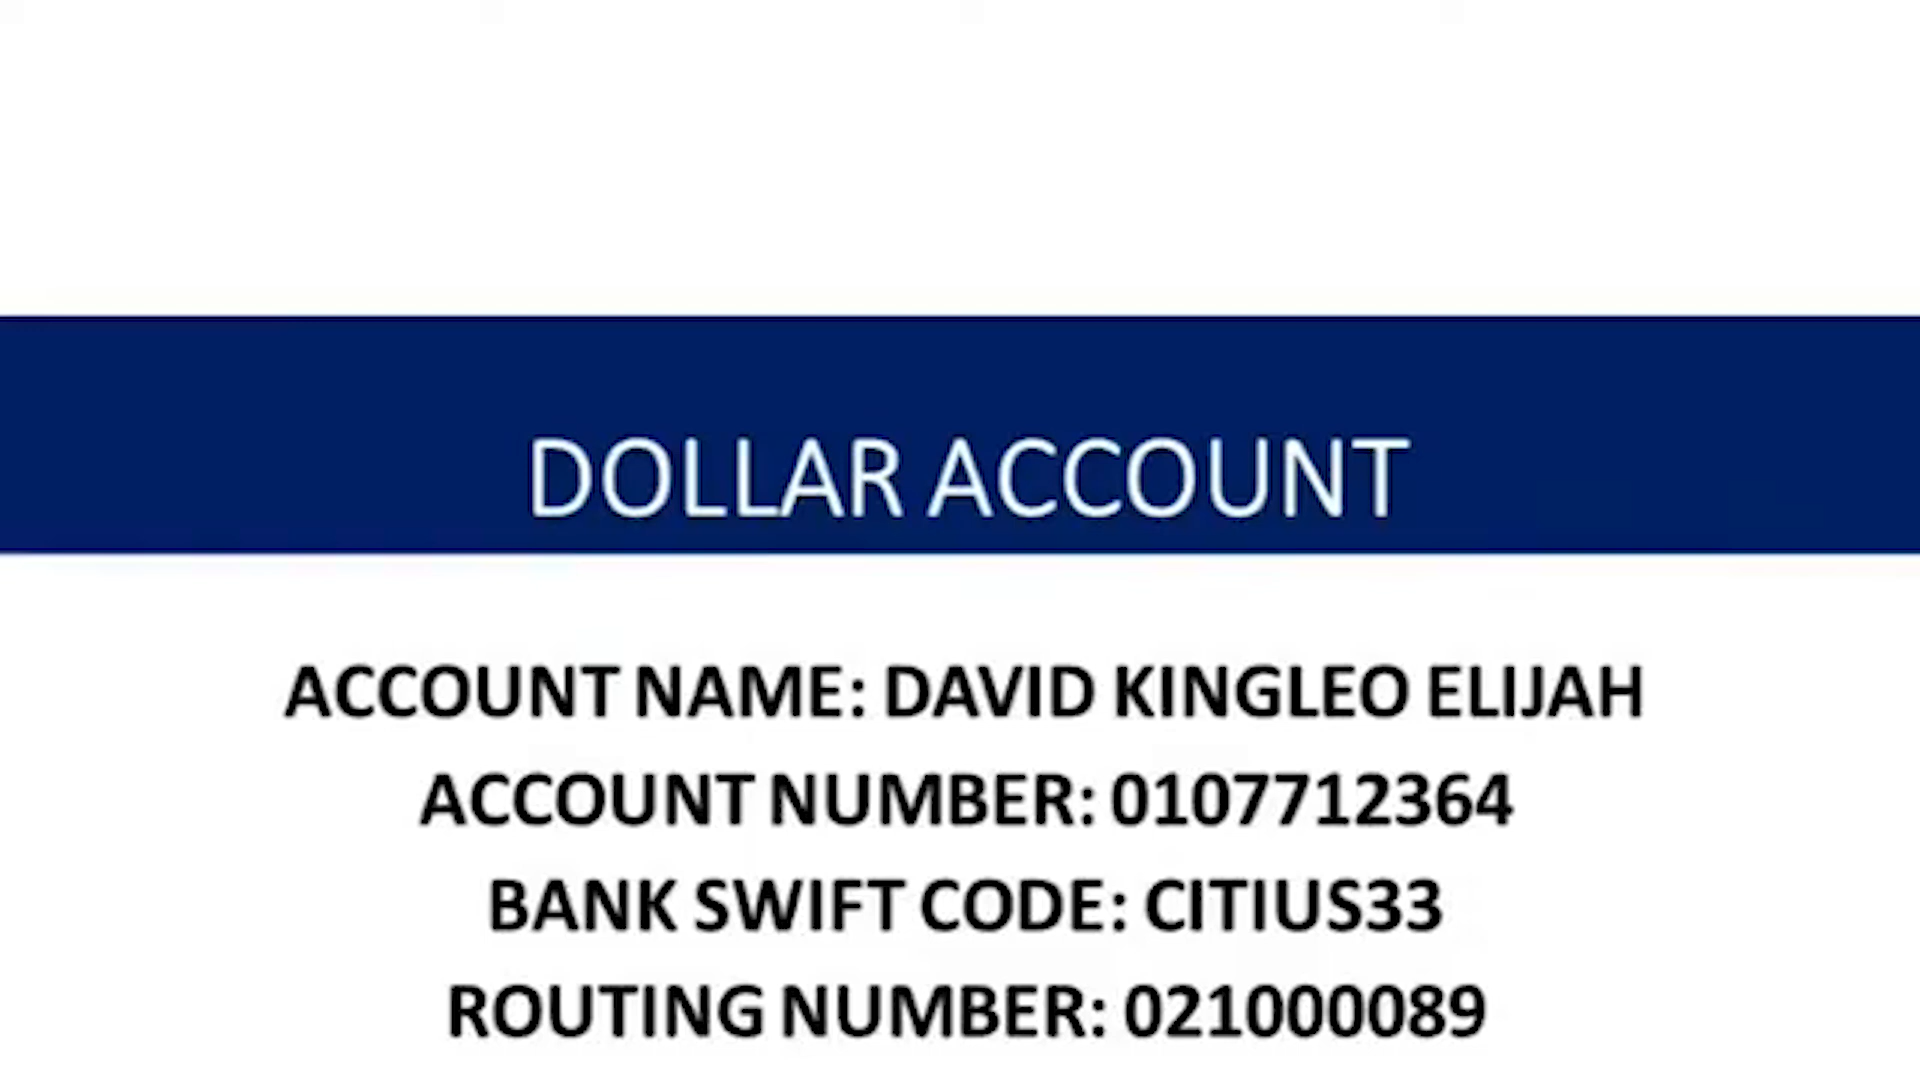 DOLLAR ACCOUNT
ACCOUNT NAME: DAVID KINGLEO ELIJAH
ACCOUNT NUMBER: 0107712364
BANK SWIFT CODE: CITIUS33
ROUTING NUMBER: 021000089